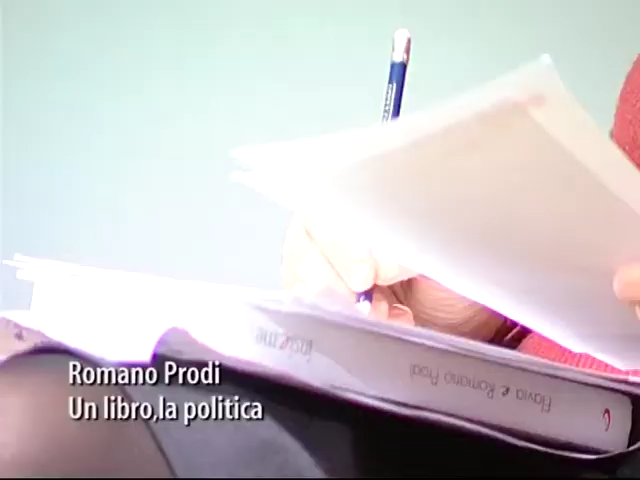 Romano Prodi
Un libro,la politica
insieme
Flavia e Romano Prodi